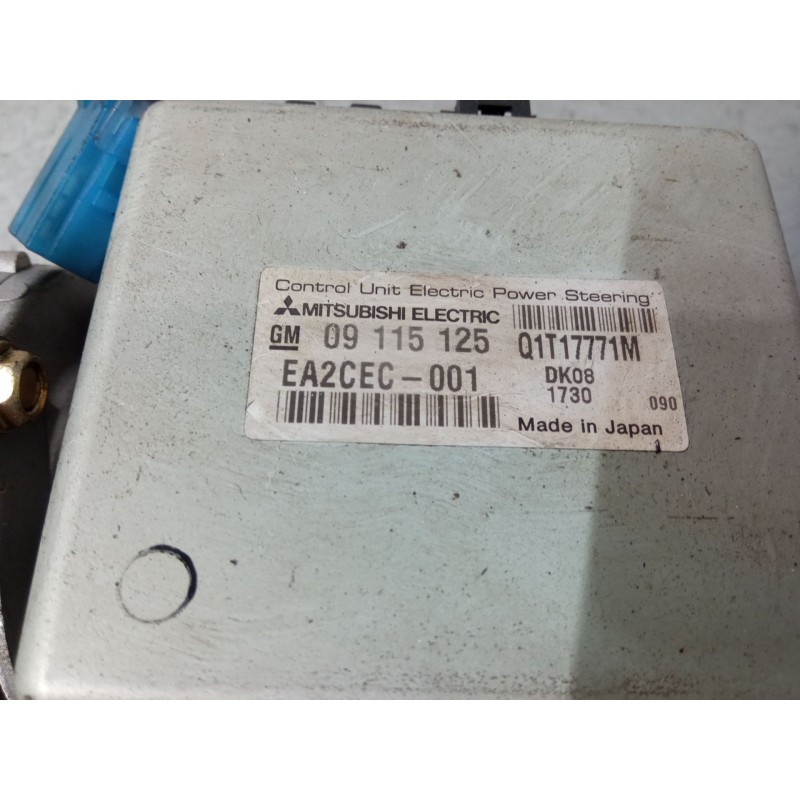 Control Unit Electric Power Steering
MITSUBISHI ELECTRIC
GM 09 115 125 Q1T17771M
EA2CEC-001 DK08
1730 090
Made in Japan